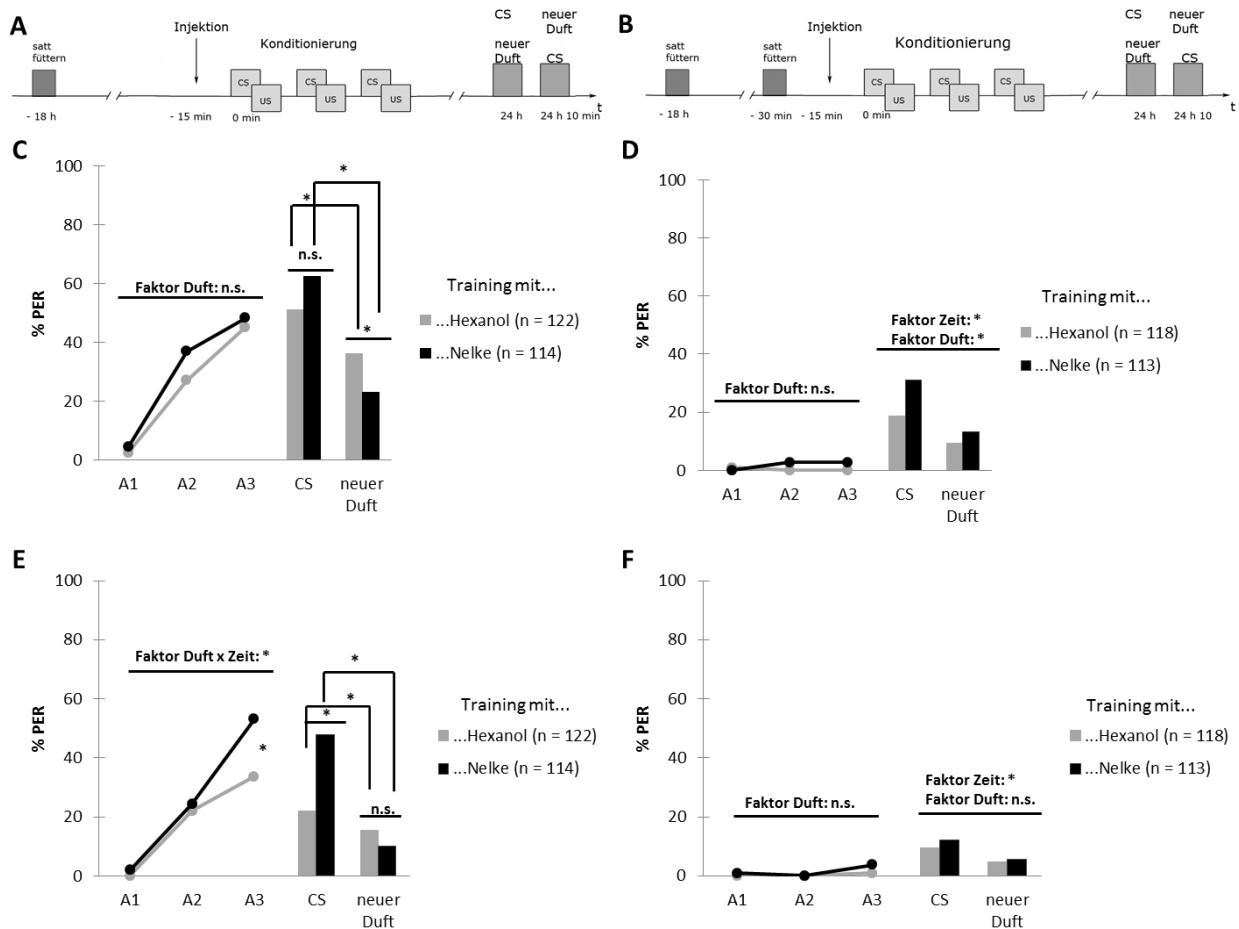 A
satt
füttern
Injektion
Konditionierung
CS
US
CS
US
CS
US
CS
neuer
Duft
neuer
Duft
CS
- 18 h
- 15 min
0 min
24 h
24 h 10 min
t
B
satt
füttern
satt
füttern
Injektion
Konditionierung
CS
US
CS
US
CS
US
CS
neuer
Duft
neuer
Duft
CS
- 18 h
- 30 min
- 15 min
0 min
24 h
24 h 10
t
C
% PER
100
80
60
40
20
0
Faktor Duft: n.s.
n.s.
*
*
*
A1
A2
A3
CS
neuer
Duft
Training mit...
...Hexanol (n = 122)
...Nelke (n = 114)
D
% PER
100
80
60
40
20
0
Faktor Duft: n.s.
Faktor Zeit: *
Faktor Duft: *
A1
A2
A3
CS
neuer
Duft
Training mit...
...Hexanol (n = 118)
...Nelke (n = 113)
E
% PER
100
80
60
40
20
0
Faktor Duft x Zeit: *
*
*
*
*
n.s.
A1
A2
A3
CS
neuer
Duft
Training mit...
...Hexanol (n = 122)
...Nelke (n = 114)
F
% PER
100
80
60
40
20
0
Faktor Duft: n.s.
Faktor Zeit: *
Faktor Duft: n.s.
A1
A2
A3
CS
neuer
Duft
Training mit...
...Hexanol (n = 118)
...Nelke (n = 113)